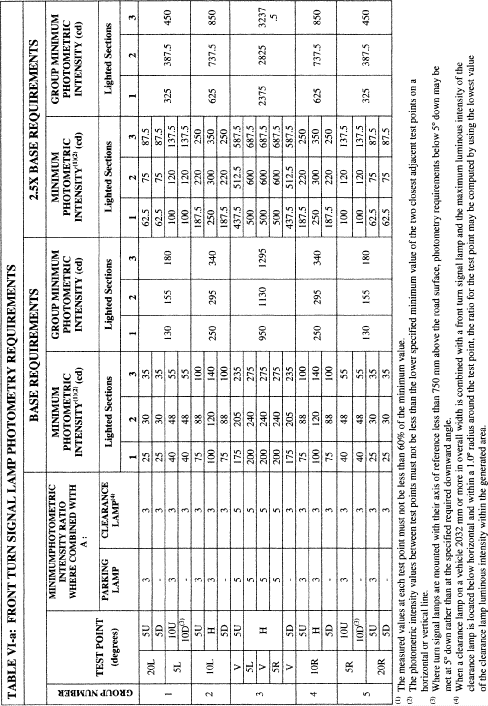 TABLE VI-a: FRONT TURN SIGNAL LAMP PHOTOMETRY REQUIREMENTS
BASE REQUIREMENTS 2.5X BASE REQUIREMENTS
GROUP NUMBER
TEST POINT (degrees)
MINIMUMPHOTOMETRIC INTENSITY RATIO WHERE COMBINED WITH A :
PARKING LAMP
CLEARANCE LAMP(4)
MINIMUM PHOTOMETRIC INTENSITY(1)(2) (cd)
GROUP MINIMUM PHOTOMETRIC INTENSITY (cd)
MINIMUM PHOTOMETRIC INTENSITY(1)(2) (cd)
GROUP MINIMUM PHOTOMETRIC INTENSITY (cd)
Lighted Sections Lighted Sections Lighted Sections Lighted Sections
1 2 3 1 2 3 1 2 3 1 2 3
1 20L 5U 3 3 25 30 35 130 155 180 62.5 75 87.5 325 387.5 450
5D - 3 25 30 35 62.5 75 87.5
5L 10U 3 3 40 48 55 100 120 137.5
10D(3) - 3 40 48 55 100 120 137.5
2 10L 5U 3 3 75 88 100 250 295 340 187.5 220 250 625 737.5 850
H 3 3 100 120 140 250 300 350
5D - 3 75 88 100 187.5 220 250
3 V 5U 175 205 235 950 1130 1295 437.5 512.5 587.5 2375 2825 3237.5
H 5L 5 5 200 240 275 500 600 687.5
V 5 5 200 240 275 500 600 687.5
5R 5 5 200 240 275 500 600 687.5
V 5D 175 205 235 437.5 512.5 587.5
4 10R 5U 3 3 75 88 100 250 295 340 187.5 220 250 625 737.5 850
H 3 3 100 120 140 250 300 350
5D - 3 75 88 100 187.5 220 250
5 5R 10U 3 3 40 48 55 130 155 180 100 120 137.5 325 387.5 450
10D(3) - 3 40 48 55 100 120 137.5
20R 5U 3 3 25 30 35 62.5 75 87.5
5D - 3 25 30 35 62.5 75 87.5
(1) The measured values at each test point must not be less than 60% of the minimum value.
(2) The photometric intensity values between test points must not be less than the lower specified minimum value of the two closest adjacent test points on a
horizontal or vertical line.
(3) Where turn signal lamps are mounted with their axis of reference less than 750 mm above the road surface, photometry requirements below 5° down may be
met at 5° down rather than at the specified required downward angle.
(4) When a clearance lamp on a vehicle 2032 mm or more in overall width is combined with a front turn signal lamp and the maximum luminous intensity of the
clearance lamp is located below horizontal and within a 1.0° radius around the test point, the ratio for the test point may be computed by using the lowest value
of the clearance lamp luminous intensity within the generated area.